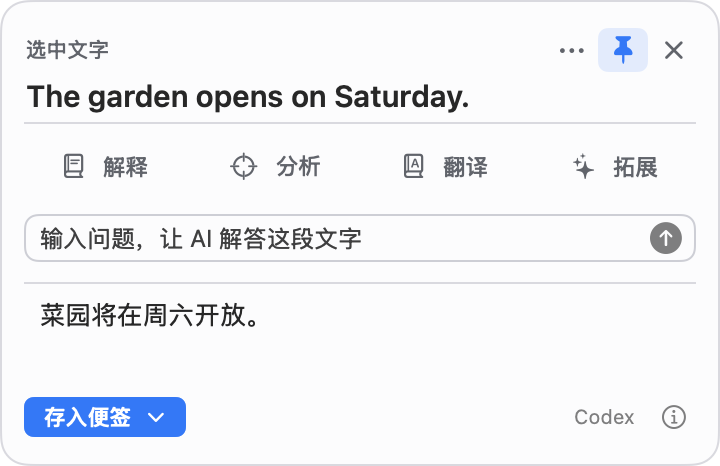 选中文字
The garden opens on Saturday.
解释 分析 翻译 拓展
输入问题，让 AI 解答这段文字
菜园将在周六开放。
存入便签 Codex